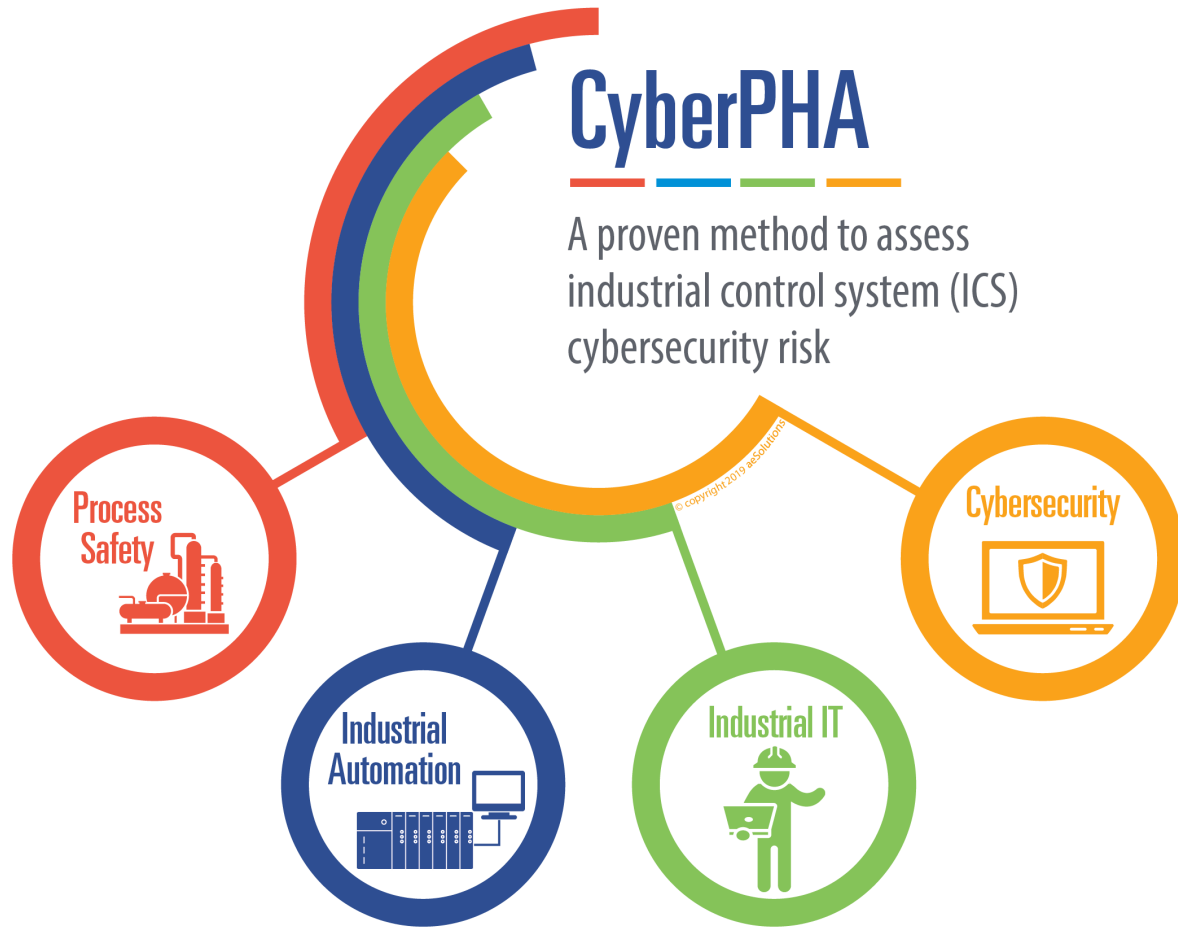 CyberPHA
A proven method to assess
industrial control system (ICS)
cybersecurity risk
© copyright 2019 aeSolutions
Process
Safety
Industrial
Automation
Industrial IT
Cybersecurity